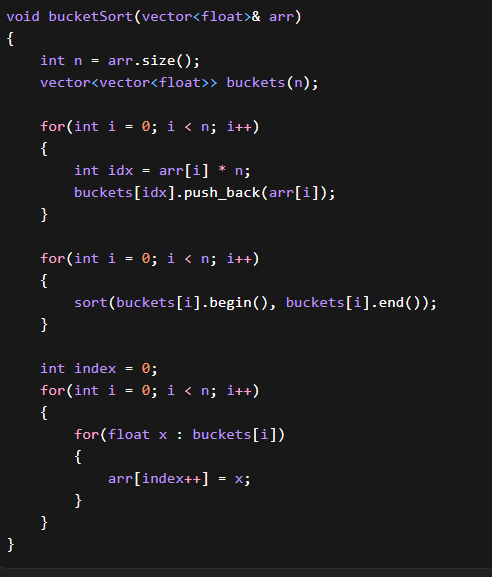 void bucketSort(vector<float>& arr)
{
    int n = arr.size();
    vector<vector<float>> buckets(n);

    for(int i = 0; i < n; i++)
    {
        int idx = arr[i] * n;
        buckets[idx].push_back(arr[i]);
    }

    for(int i = 0; i < n; i++)
    {
        sort(buckets[i].begin(), buckets[i].end());
    }

    int index = 0;
    for(int i = 0; i < n; i++)
    {
        for(float x : buckets[i])
        {
            arr[index++] = x;
        }
    }
}